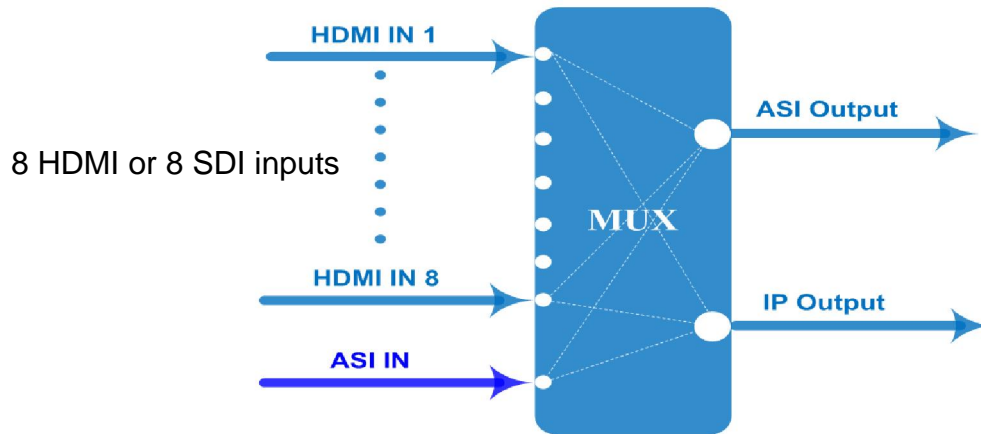 HDMI IN 1
ASI Output
8 HDMI or 8 SDI inputs
MUX
HDMI IN 8
IP Output
ASI IN